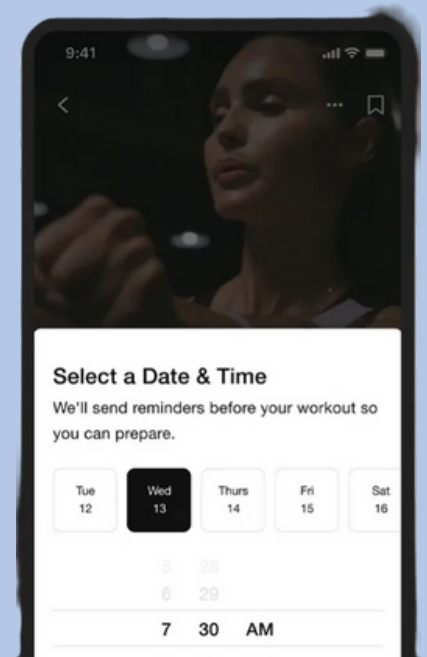 9:41
Select a Date & Time
We'll send reminders before your workout so
you can prepare.
Tue Wed Thurs Fri Sat
12 13 14 15 16
5 28
6 29
7 30 AM